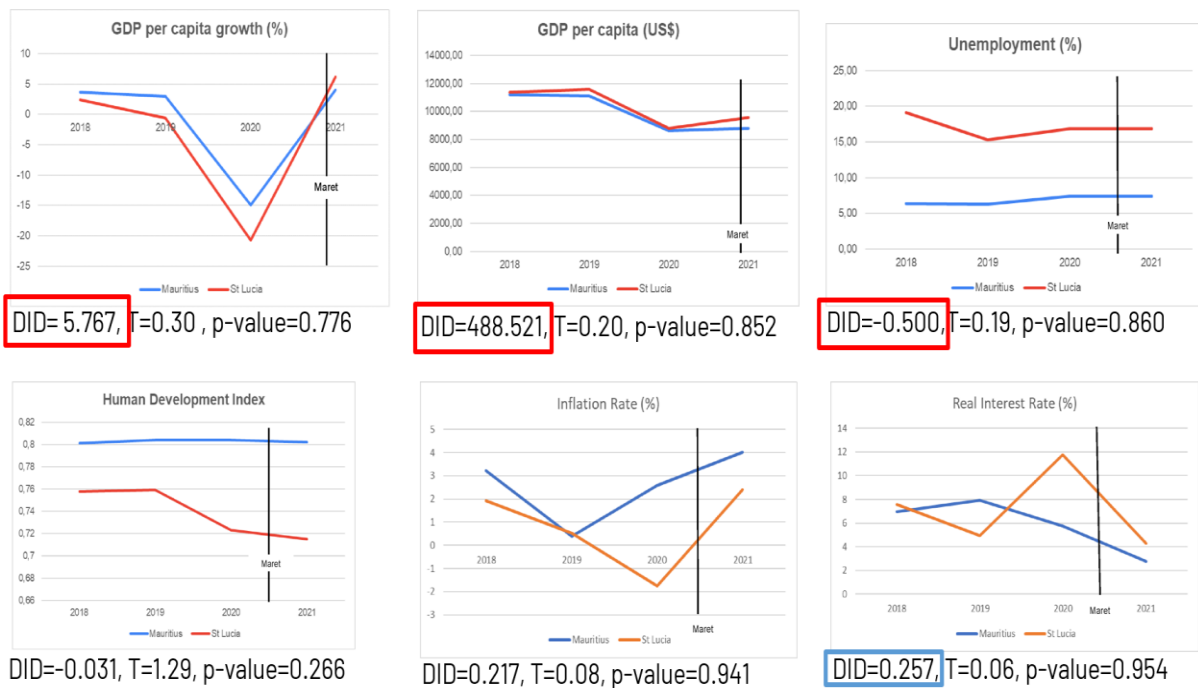 GDP per capita growth (%)
10
5
0
-5
-10
-15
-20
-25
2018
2019
2020
2021
Maret
Mauritius
St Lucia
DID= 5.767, T=0.30 , p-value=0.776
GDP per capita (US$)
14000,00
12000,00
10000,00
8000,00
6000,00
4000,00
2000,00
0,00
Maret
2018
2019
2020
2021
Mauritius
St Lucia
DID=488.521, T=0.20, p-value=0.852
Unemployment (%)
25,00
20,00
15,00
10,00
5,00
0,00
Maret
2018
2019
2020
2021
Mauritius
St Lucia
DID=-0.500, T=0.19, p-value=0.860
Human Development Index
0,82
0,8
0,78
0,76
0,74
0,72
0,7
0,68
0,66
Maret
2018
2019
2020
2021
Mauritius
St Lucia
DID=-0.031, T=1.29, p-value=0.266
Inflation Rate (%)
5
4
3
2
1
0
-1
-2
-3
2018
2019
2020
2021
Maret
Mauritius
St Lucia
DID=0.217, T=0.08, p-value=0.941
Real Interest Rate (%)
14
12
10
8
6
4
2
0
2018
2019
2020
Maret
2021
Mauritius
St Lucia
DID=0.257, T=0.06, p-value=0.954